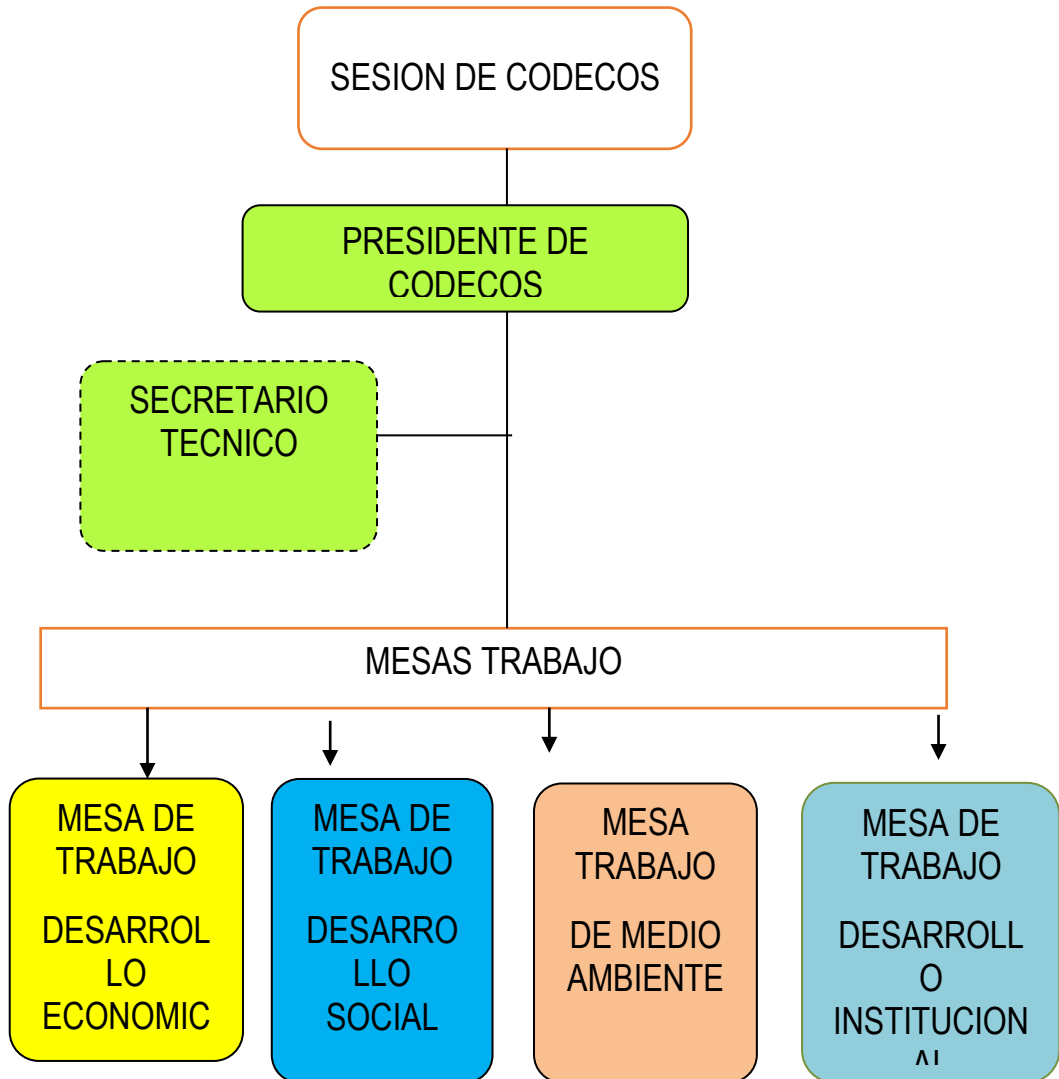 SESION DE CODECOS
PRESIDENTE DE
CODECOS
SECRETARIO
TECNICO
MESAS TRABAJO
MESA DE
TRABAJO
DESARROL
LO
ECONOMIC
MESA DE
TRABAJO
DESARRO
LLO
SOCIAL
MESA
TRABAJO
DE MEDIO
AMBIENTE
MESA DE
TRABAJO
DESARROLL
O
INSTITUCION
AL